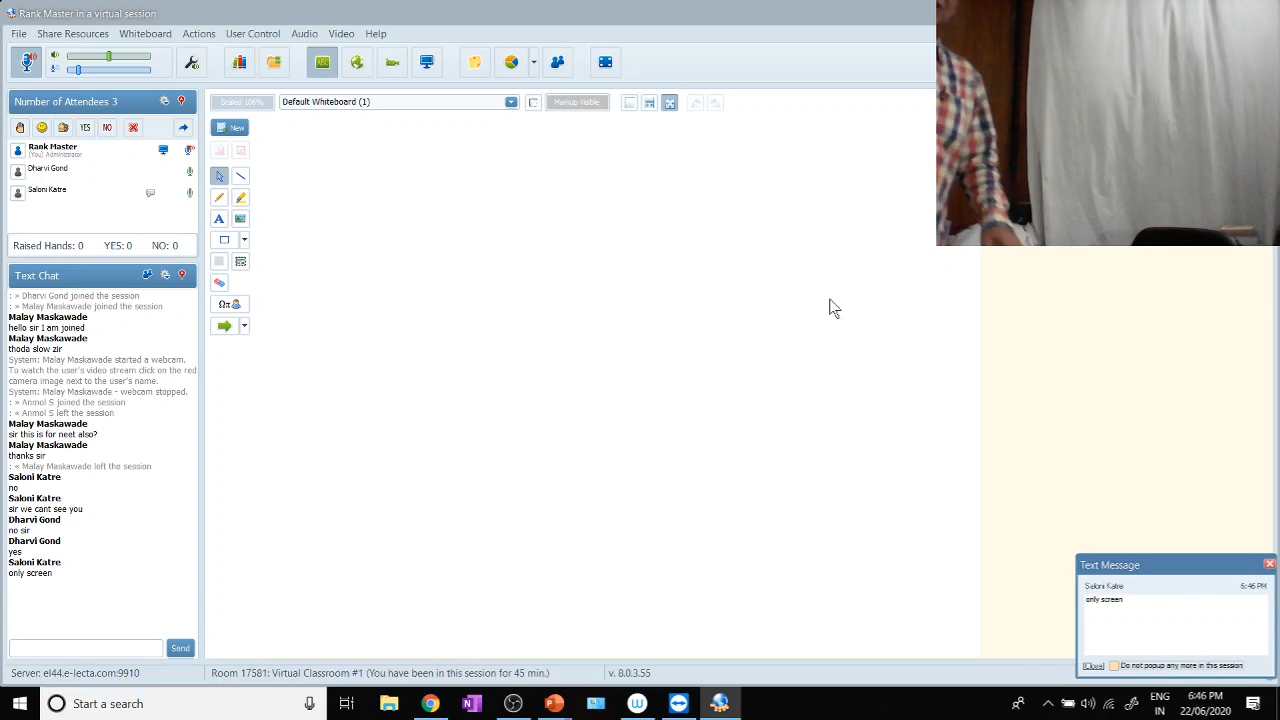 Rank Master in a virtual session
File Share Resources Whiteboard Actions User Control Audio Video Help
Number of Attendees 3
YES NO
Rank Master
(You) Administrator
Dharvi Gond
Saloni Katre
Raised Hands: 0 YES: 0 NO: 0
Text Chat
: » Dharvi Gond joined the session
: » Malay Maskawade joined the session
Malay Maskawade
hello sir I am joined
Malay Maskawade
thoda slow zir
System: Malay Maskawade started a webcam.
To watch the user's video stream click on the red
camera image next to the user's name.
System: Malay Maskawade - webcam stopped.
: » Anmol S joined the session
: « Anmol S left the session
Malay Maskawade
sir this is for neet also?
Malay Maskawade
thanks sir
: « Malay Maskawade left the session
Saloni Katre
no
Saloni Katre
sir we cant see you
Dharvi Gond
no sir
Dharvi Gond
yes
Saloni Katre
only screen
Send
Scaled 106%
Default Whiteboard (1)
Markup Visible
New
A
Ωπ
Text Message
Saloni Katre 6:46 PM
only screen
[Close] Do not popup any more in this session
Server: el44.e-lecta.com:9910
Room 17581: Virtual Classroom #1 (You have been in this session for 45 min.)
v. 8.0.3.55
Start a search
ENG
IN
6:46 PM
22/06/2020